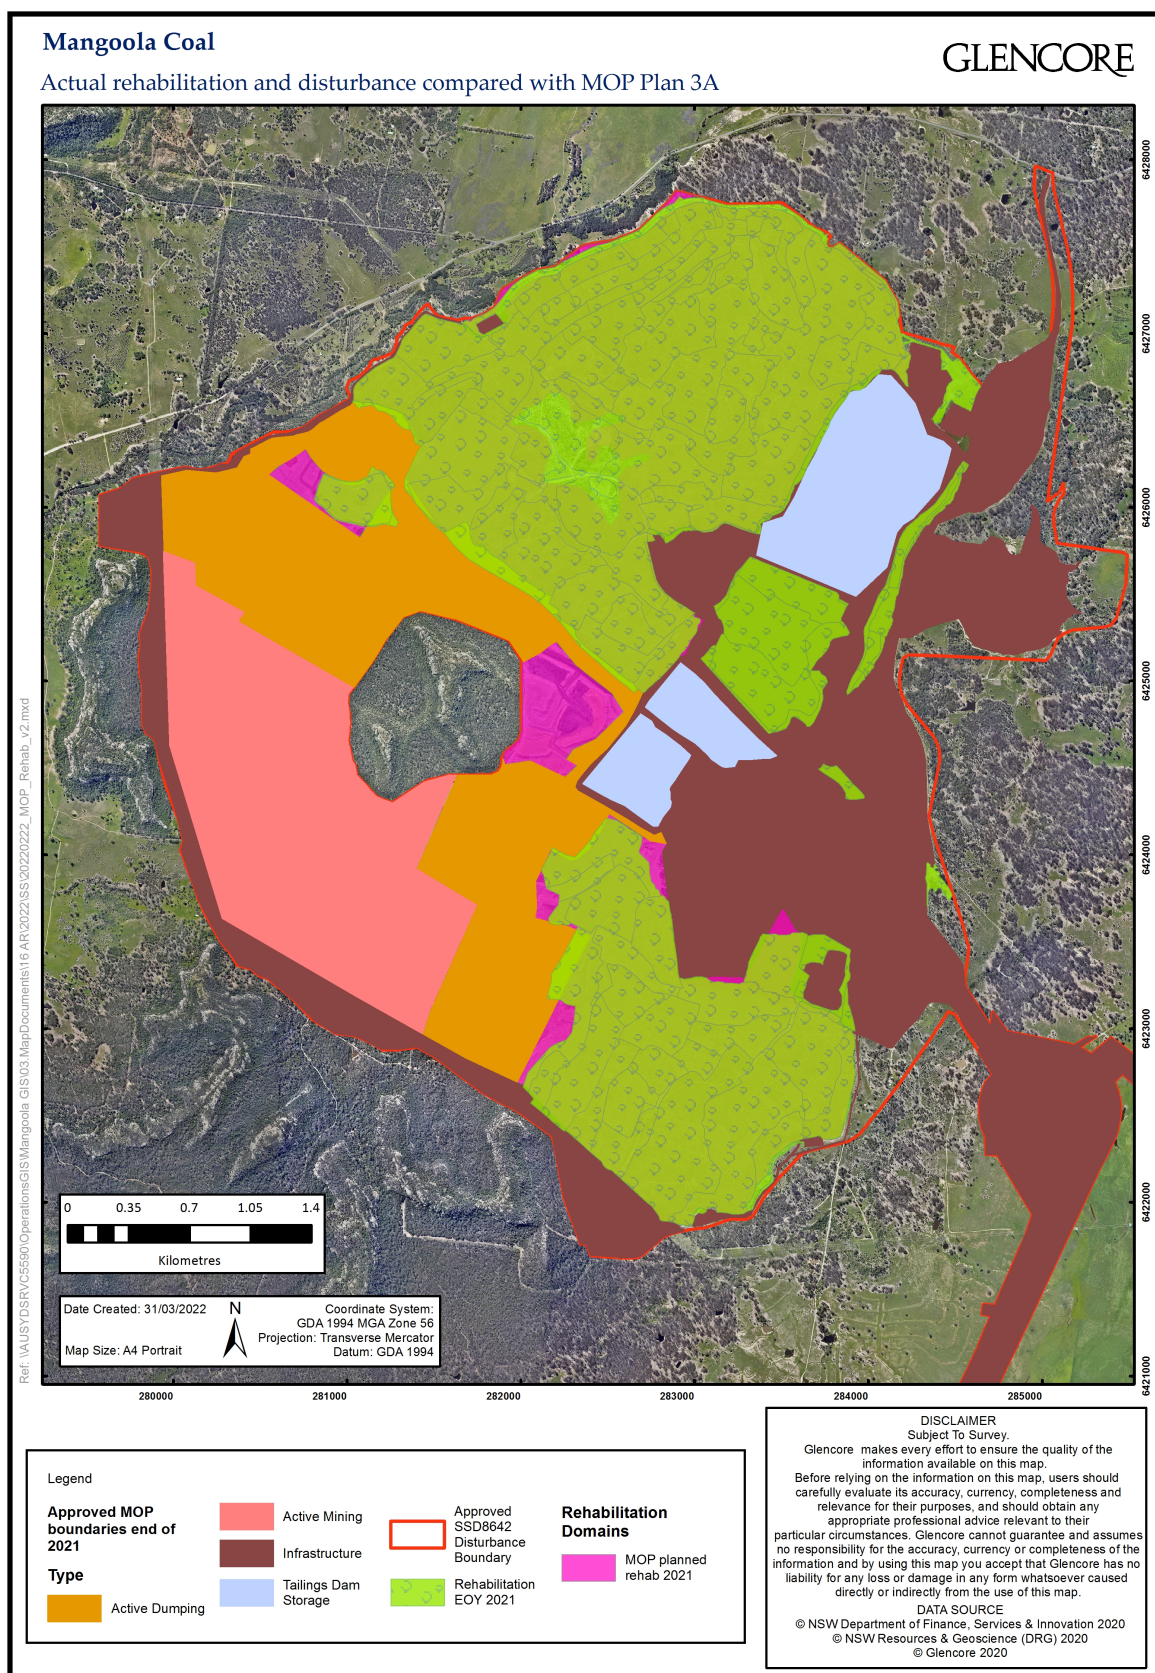 Mangoola Coal
GLENCORE
Actual rehabilitation and disturbance compared with MOP Plan 3A
6428000
6427000
6426000
6425000
6424000
6423000
6422000
6421000
Ref: \\AUSYDSRVC5590\OperationsGIS\Mangoola GIS\03.MapDocuments\16 AR\2022\SS\20220222_MOP_Rehab_v2.mxd
0 0.35 0.7 1.05 1.4
Kilometres
Date Created: 31/03/2022
Map Size: A4 Portrait
N
Coordinate System:
GDA 1994 MGA Zone 56
Projection: Transverse Mercator
Datum: GDA 1994
280000 281000 282000 283000 284000 285000
Legend
Approved MOP
boundaries end of
2021
Type
Active Dumping
Active Mining
Infrastructure
Tailings Dam
Storage
Approved
SSD8642
Disturbance
Boundary
Rehabilitation
EOY 2021
Rehabilitation
Domains
MOP planned
rehab 2021
DISCLAIMER
Subject To Survey.
Glencore makes every effort to ensure the quality of the
information available on this map.
Before relying on the information on this map, users should
carefully evaluate its accuracy, currency, completeness and
relevance for their purposes, and should obtain any
appropriate professional advice relevant to their
particular circumstances. Glencore cannot guarantee and assumes
no responsibility for the accuracy, currency or completeness of the
information and by using this map you accept that Glencore has no
liability for any loss or damage in any form whatsoever caused
directly or indirectly from the use of this map.
DATA SOURCE
© NSW Department of Finance, Services & Innovation 2020
© NSW Resources & Geoscience (DRG) 2020
© Glencore 2020